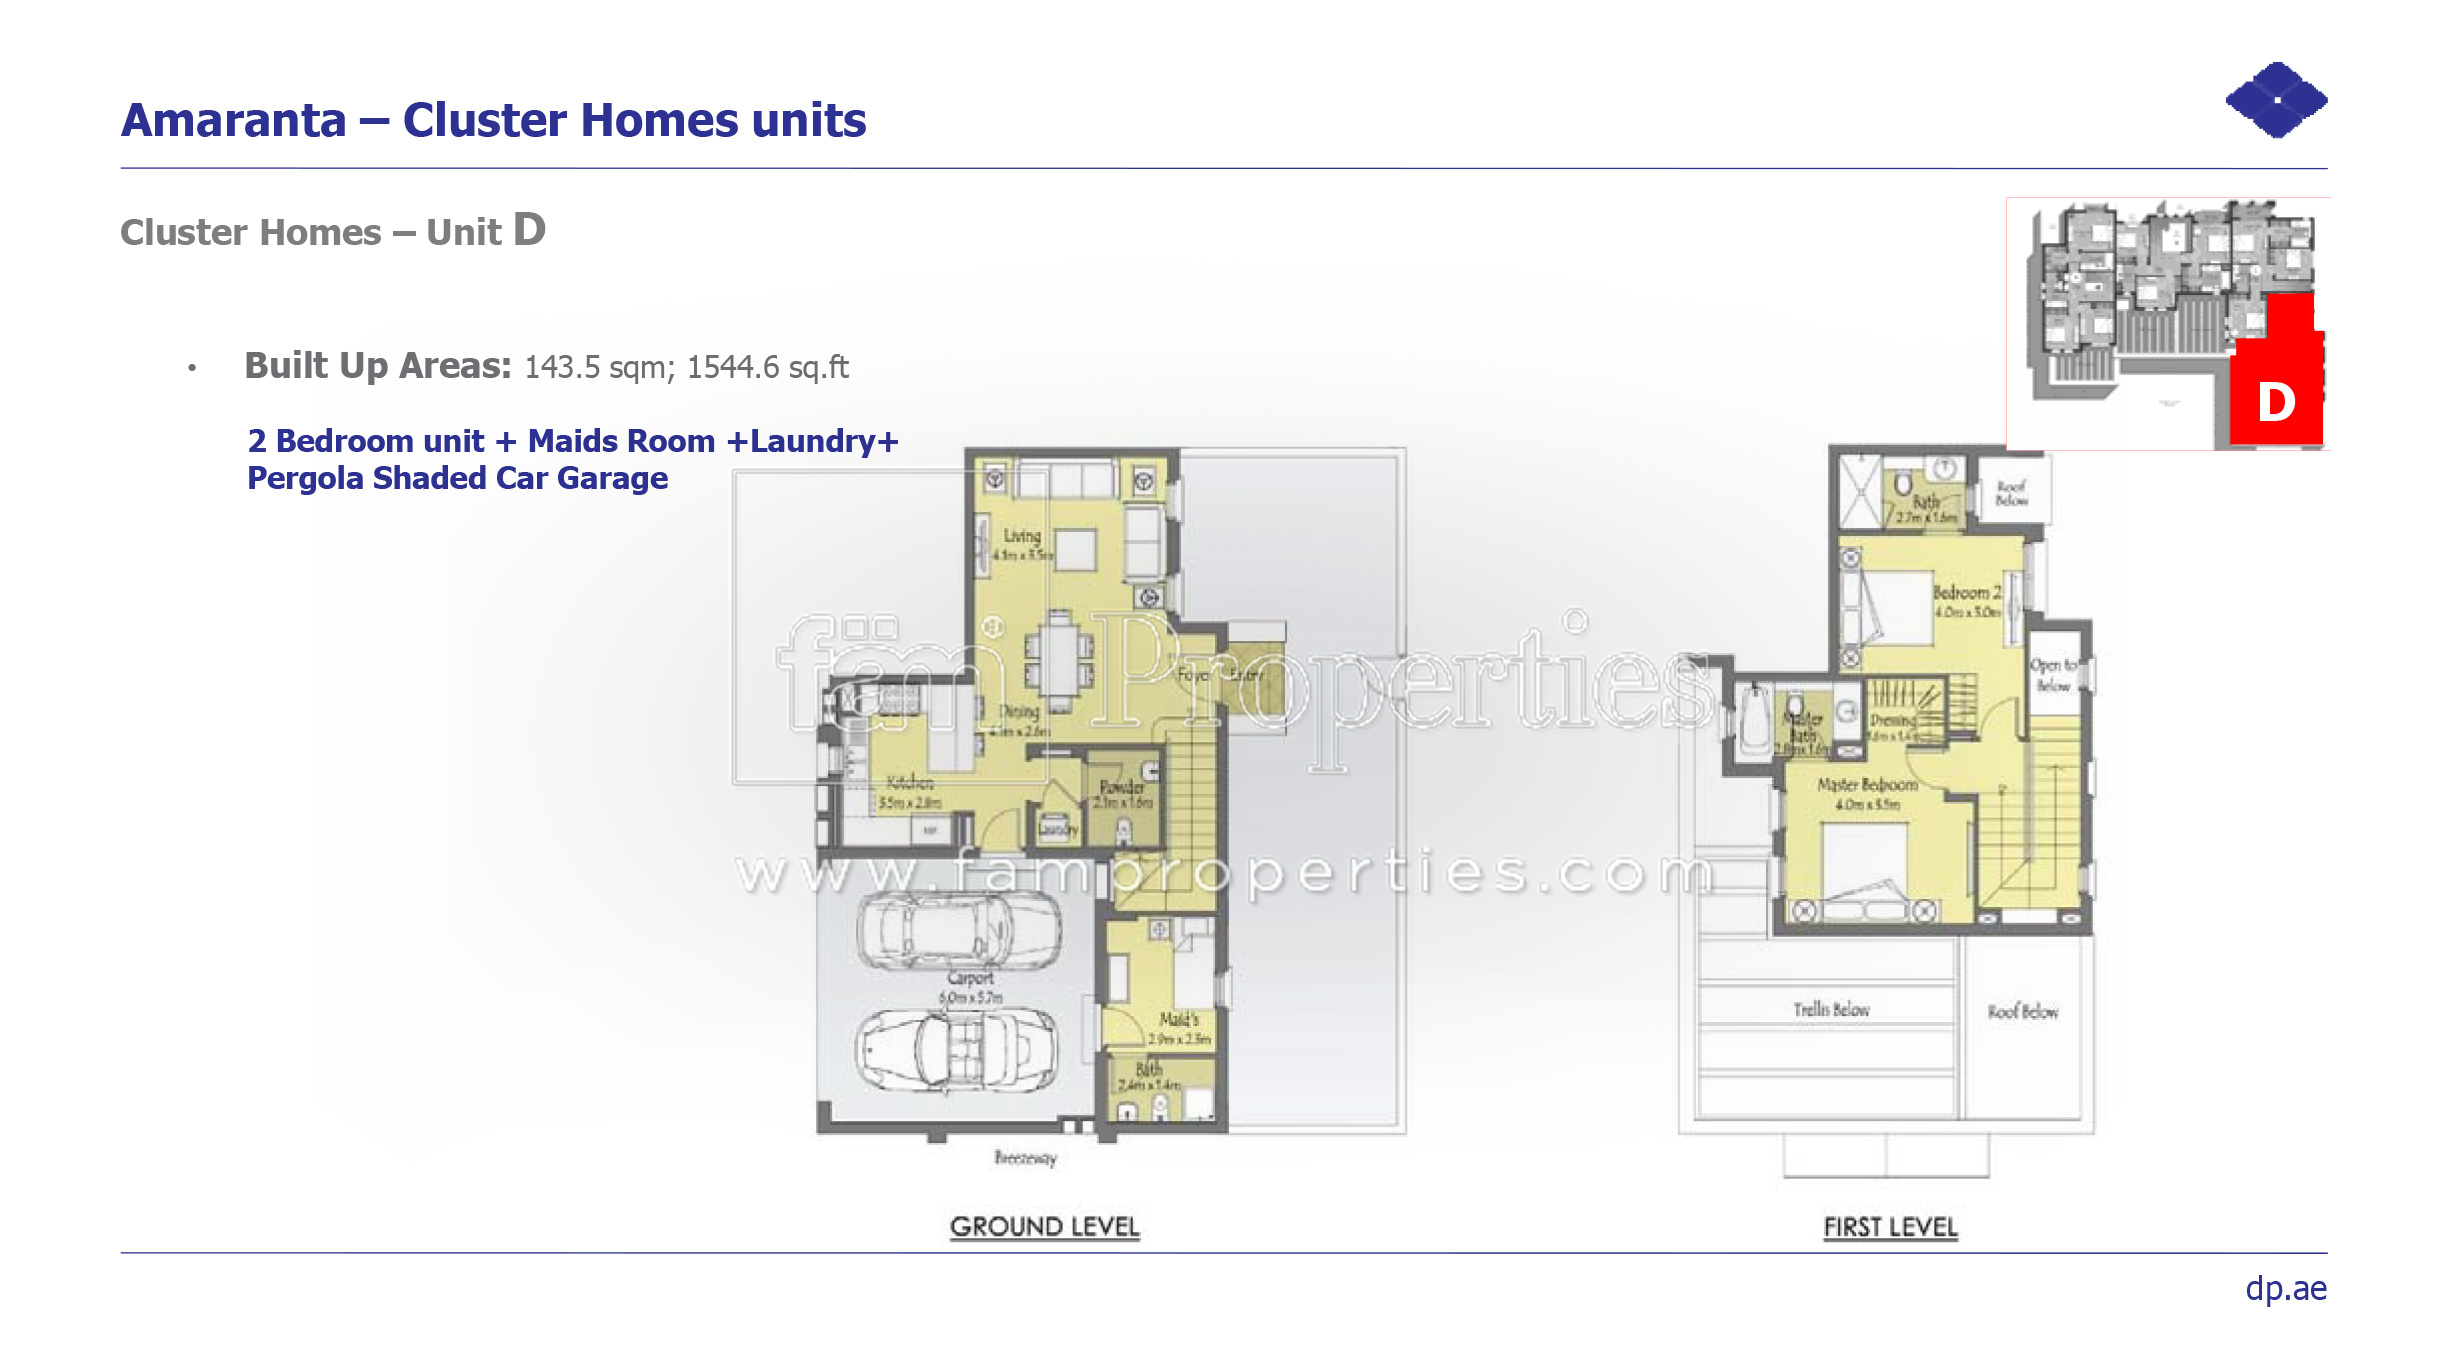 Amaranta – Cluster Homes units
Cluster Homes – Unit D
• Built Up Areas: 143.5 sqm; 1544.6 sq.ft
2 Bedroom unit + Maids Room +Laundry+
Pergola Shaded Car Garage
D
Living
4.1m x 3.5m
Foyer
Entry
Dining
4.1m x 2.6m
Kitchen
3.5m x 2.8m
Powder
2.1m x 1.6m
Laundry
Carport
6.0m x 5.7m
Maid's
2.9m x 2.3m
Bath
2.4m x 1.4m
Breezeway
GROUND LEVEL
Bath
2.7m x 1.6m
Roof
Below
Bedroom 2
4.0m x 3.0m
Open to
Below
Master
Bath
2.8m x 1.6m
Dressing
1.6m x 1.4m
Master Bedroom
4.0m x 3.5m
Trellis Below
Roof Below
FIRST LEVEL
fäm Properties
www.famproperties.com
dp.ae